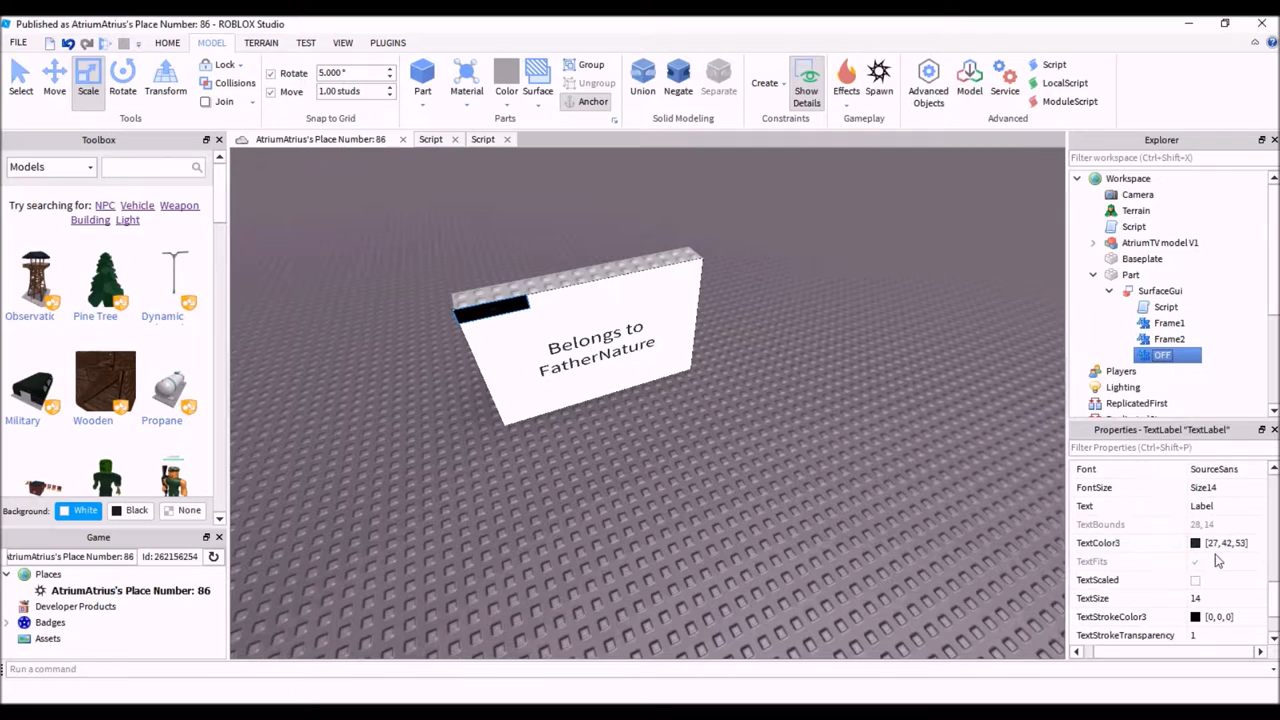 Published as AtriumAtrius's Place Number: 86 - ROBLOX Studio
FILE HOME MODEL TERRAIN TEST VIEW PLUGINS
Select Move Scale Rotate Transform
Lock
Collisions
Join
Tools
Rotate 5.000 °
Move 1.00 studs
Snap to Grid
Part Material Color Surface
Group
Ungroup
Anchor
Parts
Union Negate Separate
Solid Modeling
Create
Show Details
Constraints
Effects Spawn
Gameplay
Advanced Objects Model Service
Script
LocalScript
ModuleScript
Advanced
Toolbox
Models
Try searching for: NPC Vehicle Weapon
Building Light
Observatic Pine Tree Dynamic
Military Wooden Propane
Background: White Black None
Game
\triumAtrius's Place Number: 86 Id: 262156254
Places
AtriumAtrius's Place Number: 86
Developer Products
Badges
Assets
Run a command
AtriumAtrius's Place Number: 86 Script Script
Belongs to
FatherNature
Explorer
Filter workspace (Ctrl+Shift+X)
Workspace
Camera
Terrain
Script
AtriumTV model V1
Baseplate
Part
SurfaceGui
Script
Frame1
Frame2
OFF
Players
Lighting
ReplicatedFirst
Properties - TextLabel "TextLabel"
Filter Properties (Ctrl+Shift+P)
Font SourceSans
FontSize Size14
Text Label
TextBounds 28, 14
TextColor3 [27, 42, 53]
TextFits
TextScaled
TextSize 14
TextStrokeColor3 [0, 0, 0]
TextStrokeTransparency 1